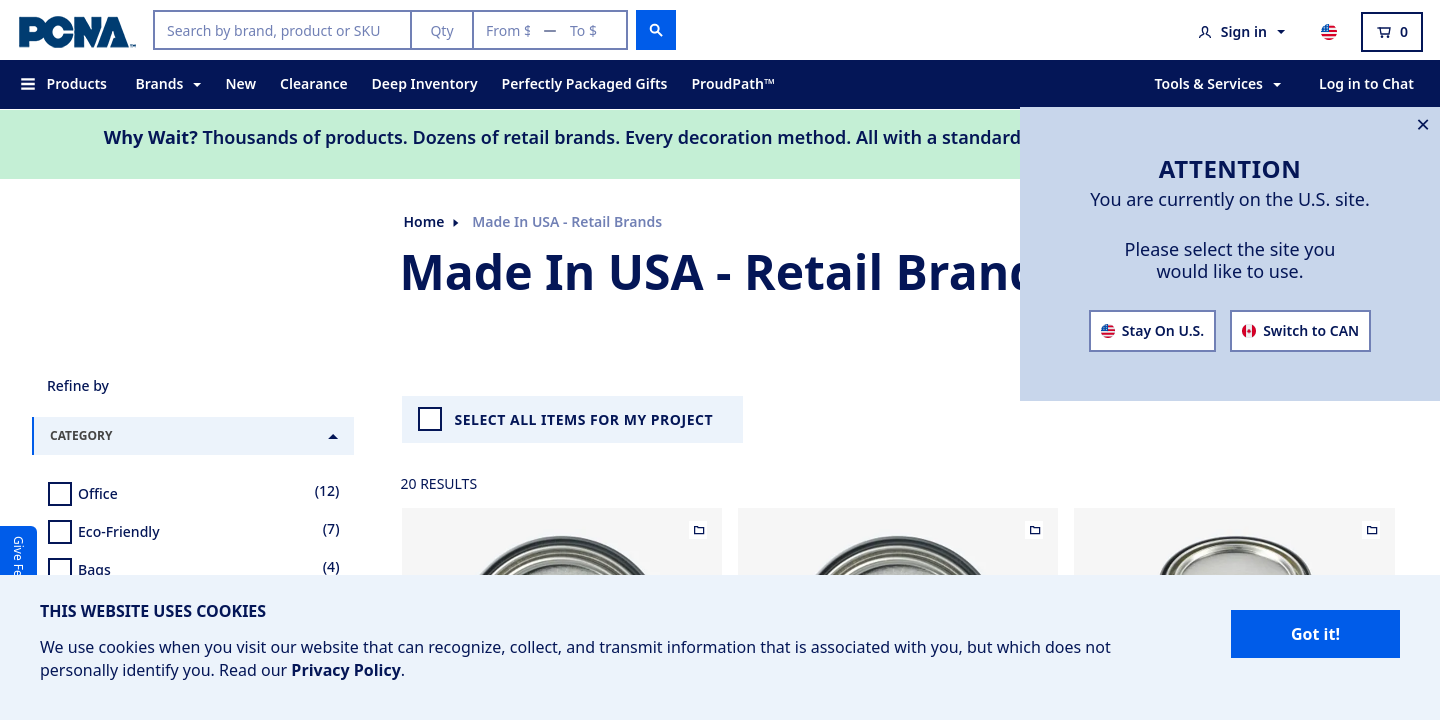 PCNA™
Search by brand, product or SKU
Qty
From $ — To $
Sign in
0
Products
Brands
New
Clearance
Deep Inventory
Perfectly Packaged Gifts
ProudPath™
Tools & Services
Log in to Chat
Why Wait? Thousands of products. Dozens of retail brands. Every decoration method. All with a standard
ATTENTION
You are currently on the U.S. site.
Please select the site you
would like to use.
Stay On U.S.
Switch to CAN
Home
Made In USA - Retail Brands
Made In USA - Retail Brand
Refine by
CATEGORY
Office (12)
Eco-Friendly (7)
Bags (4)
Give Fe
SELECT ALL ITEMS FOR MY PROJECT
20 RESULTS
THIS WEBSITE USES COOKIES
We use cookies when you visit our website that can recognize, collect, and transmit information that is associated with you, but which does not
personally identify you. Read our Privacy Policy.
Got it!